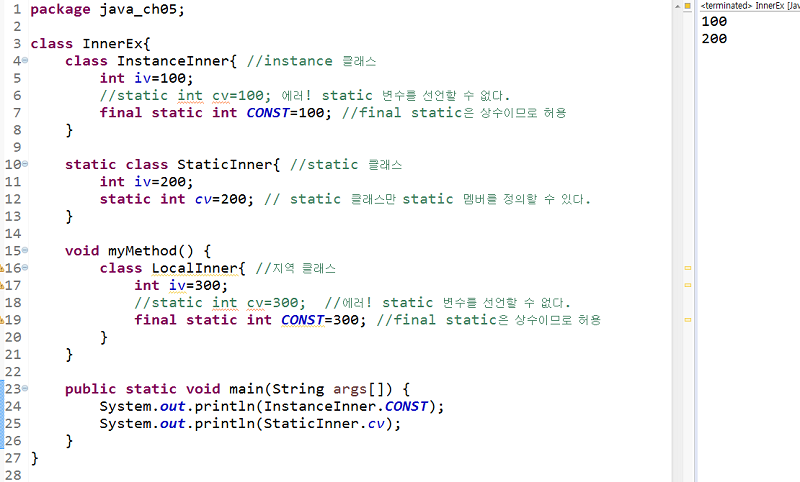 1 package java_ch05;
2
3 class InnerEx{
4     class InstanceInner{ //instance 클래스
5         int iv=100;
6         //static int cv=100; 에러! static 변수를 선언할 수 없다.
7         final static int CONST=100; //final static은 상수이므로 허용
8     }
9
10     static class StaticInner{ //static 클래스
11         int iv=200;
12         static int cv=200; // static 클래스만 static 멤버를 정의할 수 있다.
13     }
14
15     void myMethod() {
16         class LocalInner{ //지역 클래스
17             int iv=300;
18             //static int cv=300;  //에러! static 변수를 선언할 수 없다.
19             final static int CONST=300; //final static은 상수이므로 허용
20         }
21     }
22
23     public static void main(String args[]) {
24         System.out.println(InstanceInner.CONST);
25         System.out.println(StaticInner.cv);
26     }
27 }
28
<terminated> InnerEx [Jav
100
200